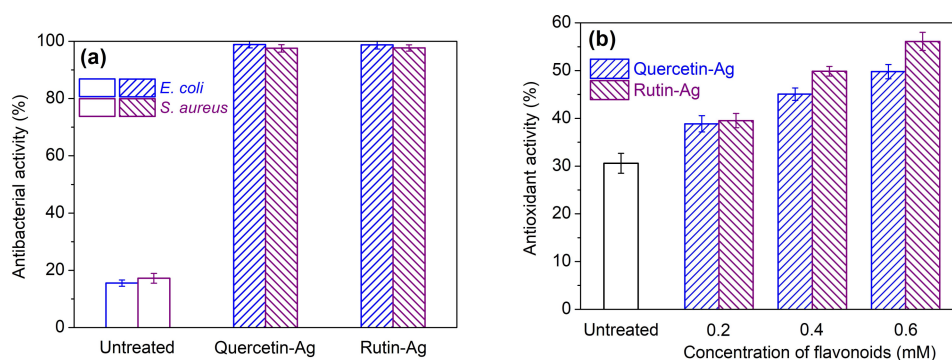 (a)
E. coli
S. aureus
Antibacterial activity (%)
100
80
60
40
20
0
Untreated Quercetin-Ag Rutin-Ag
(b)
Quercetin-Ag
Rutin-Ag
Antioxidant activity (%)
60
50
40
30
20
10
0
Untreated 0.2 0.4 0.6
Concentration of flavonoids (mM)